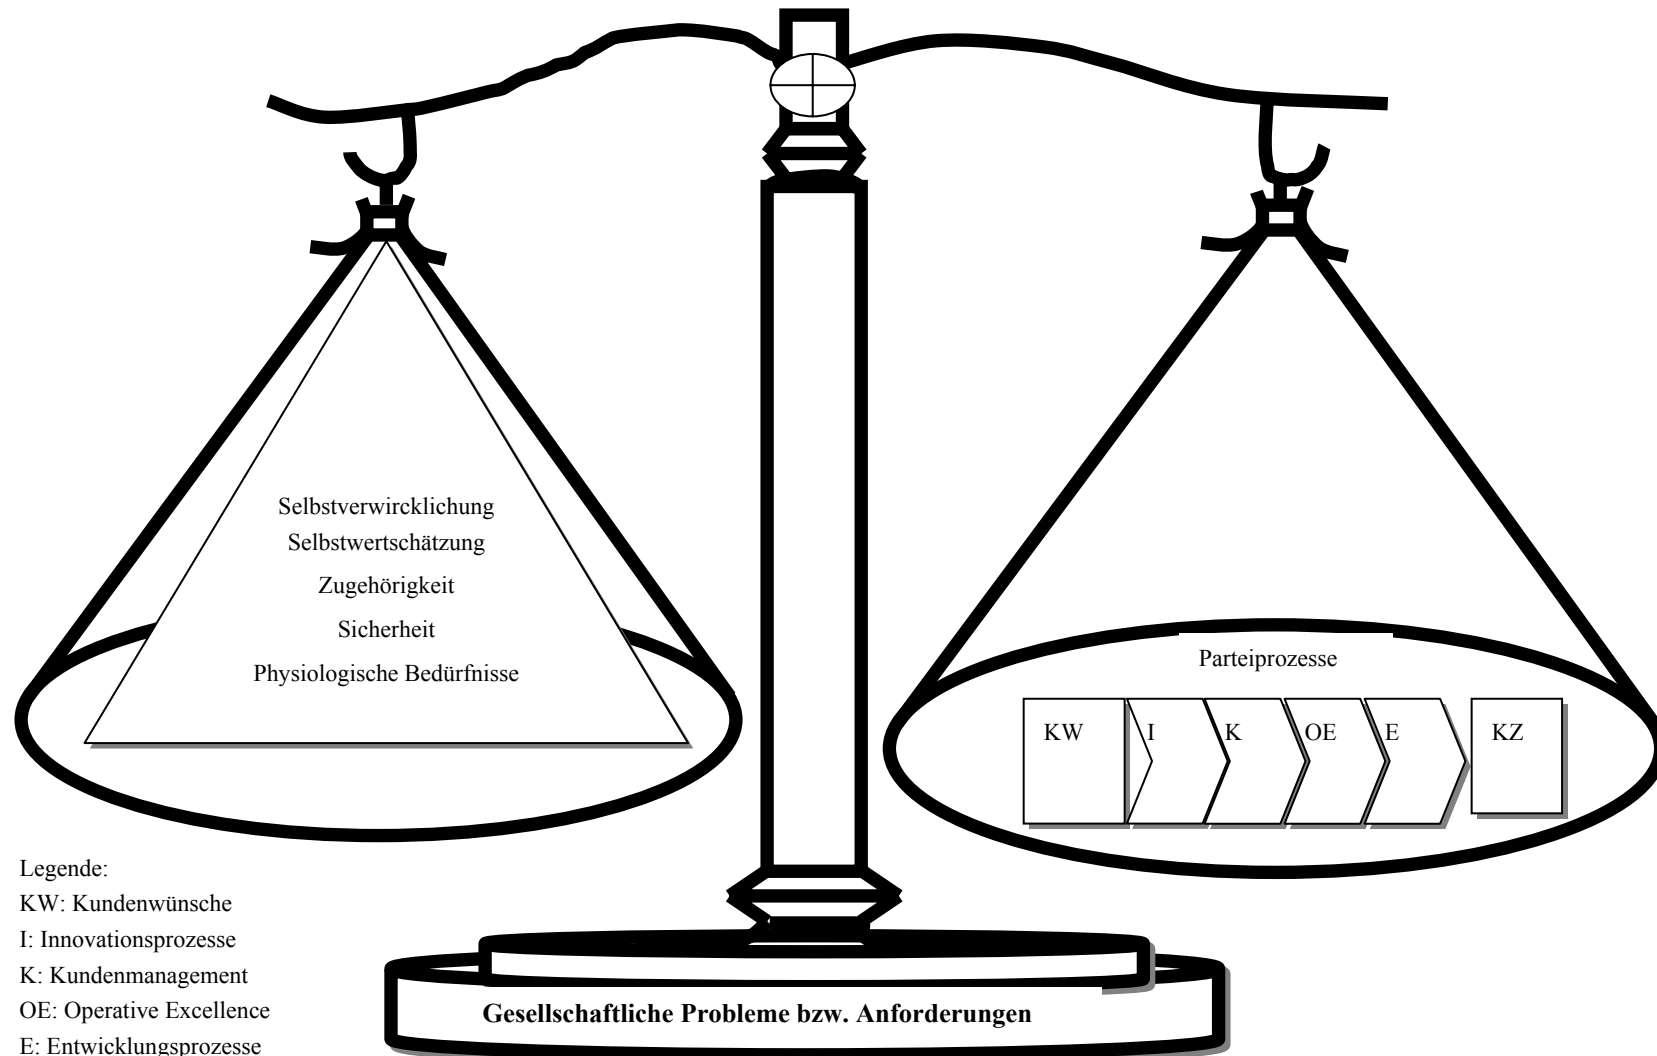 Selbstverwircklichung
Selbstwertschätzung
Zugehörigkeit
Sicherheit
Physiologische Bedürfnisse
Parteiprozesse
KW I K OE E KZ
Legende:
KW: Kundenwünsche
I: Innovationsprozesse
K: Kundenmanagement
OE: Operative Excellence
E: Entwicklungsprozesse
Gesellschaftliche Probleme bzw. Anforderungen